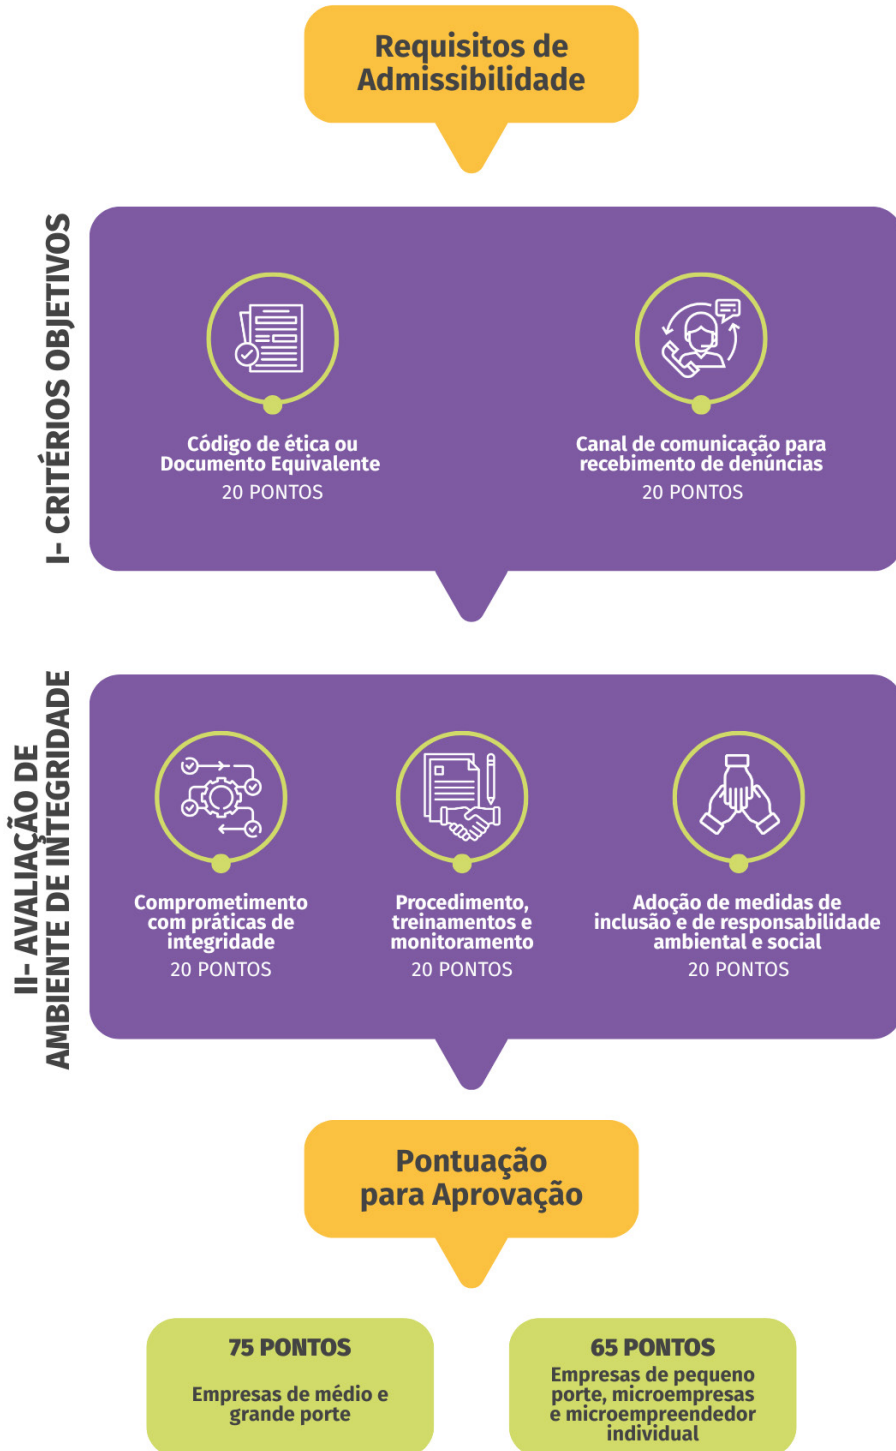 Requisitos de
Admissibilidade
I- CRITÉRIOS OBJETIVOS
Código de ética ou
Documento Equivalente
20 PONTOS
Canal de comunicação para
recebimento de denúncias
20 PONTOS
II- AVALIAÇÃO DE
AMBIENTE DE INTEGRIDADE
Comprometimento
com práticas de
integridade
20 PONTOS
Procedimento,
treinamentos e
monitoramento
20 PONTOS
Adoção de medidas de
inclusão e de responsabilidade
ambiental e social
20 PONTOS
Pontuação
para Aprovação
75 PONTOS
Empresas de médio e
grande porte
65 PONTOS
Empresas de pequeno
porte, microempresas
e microempreendedor
individual